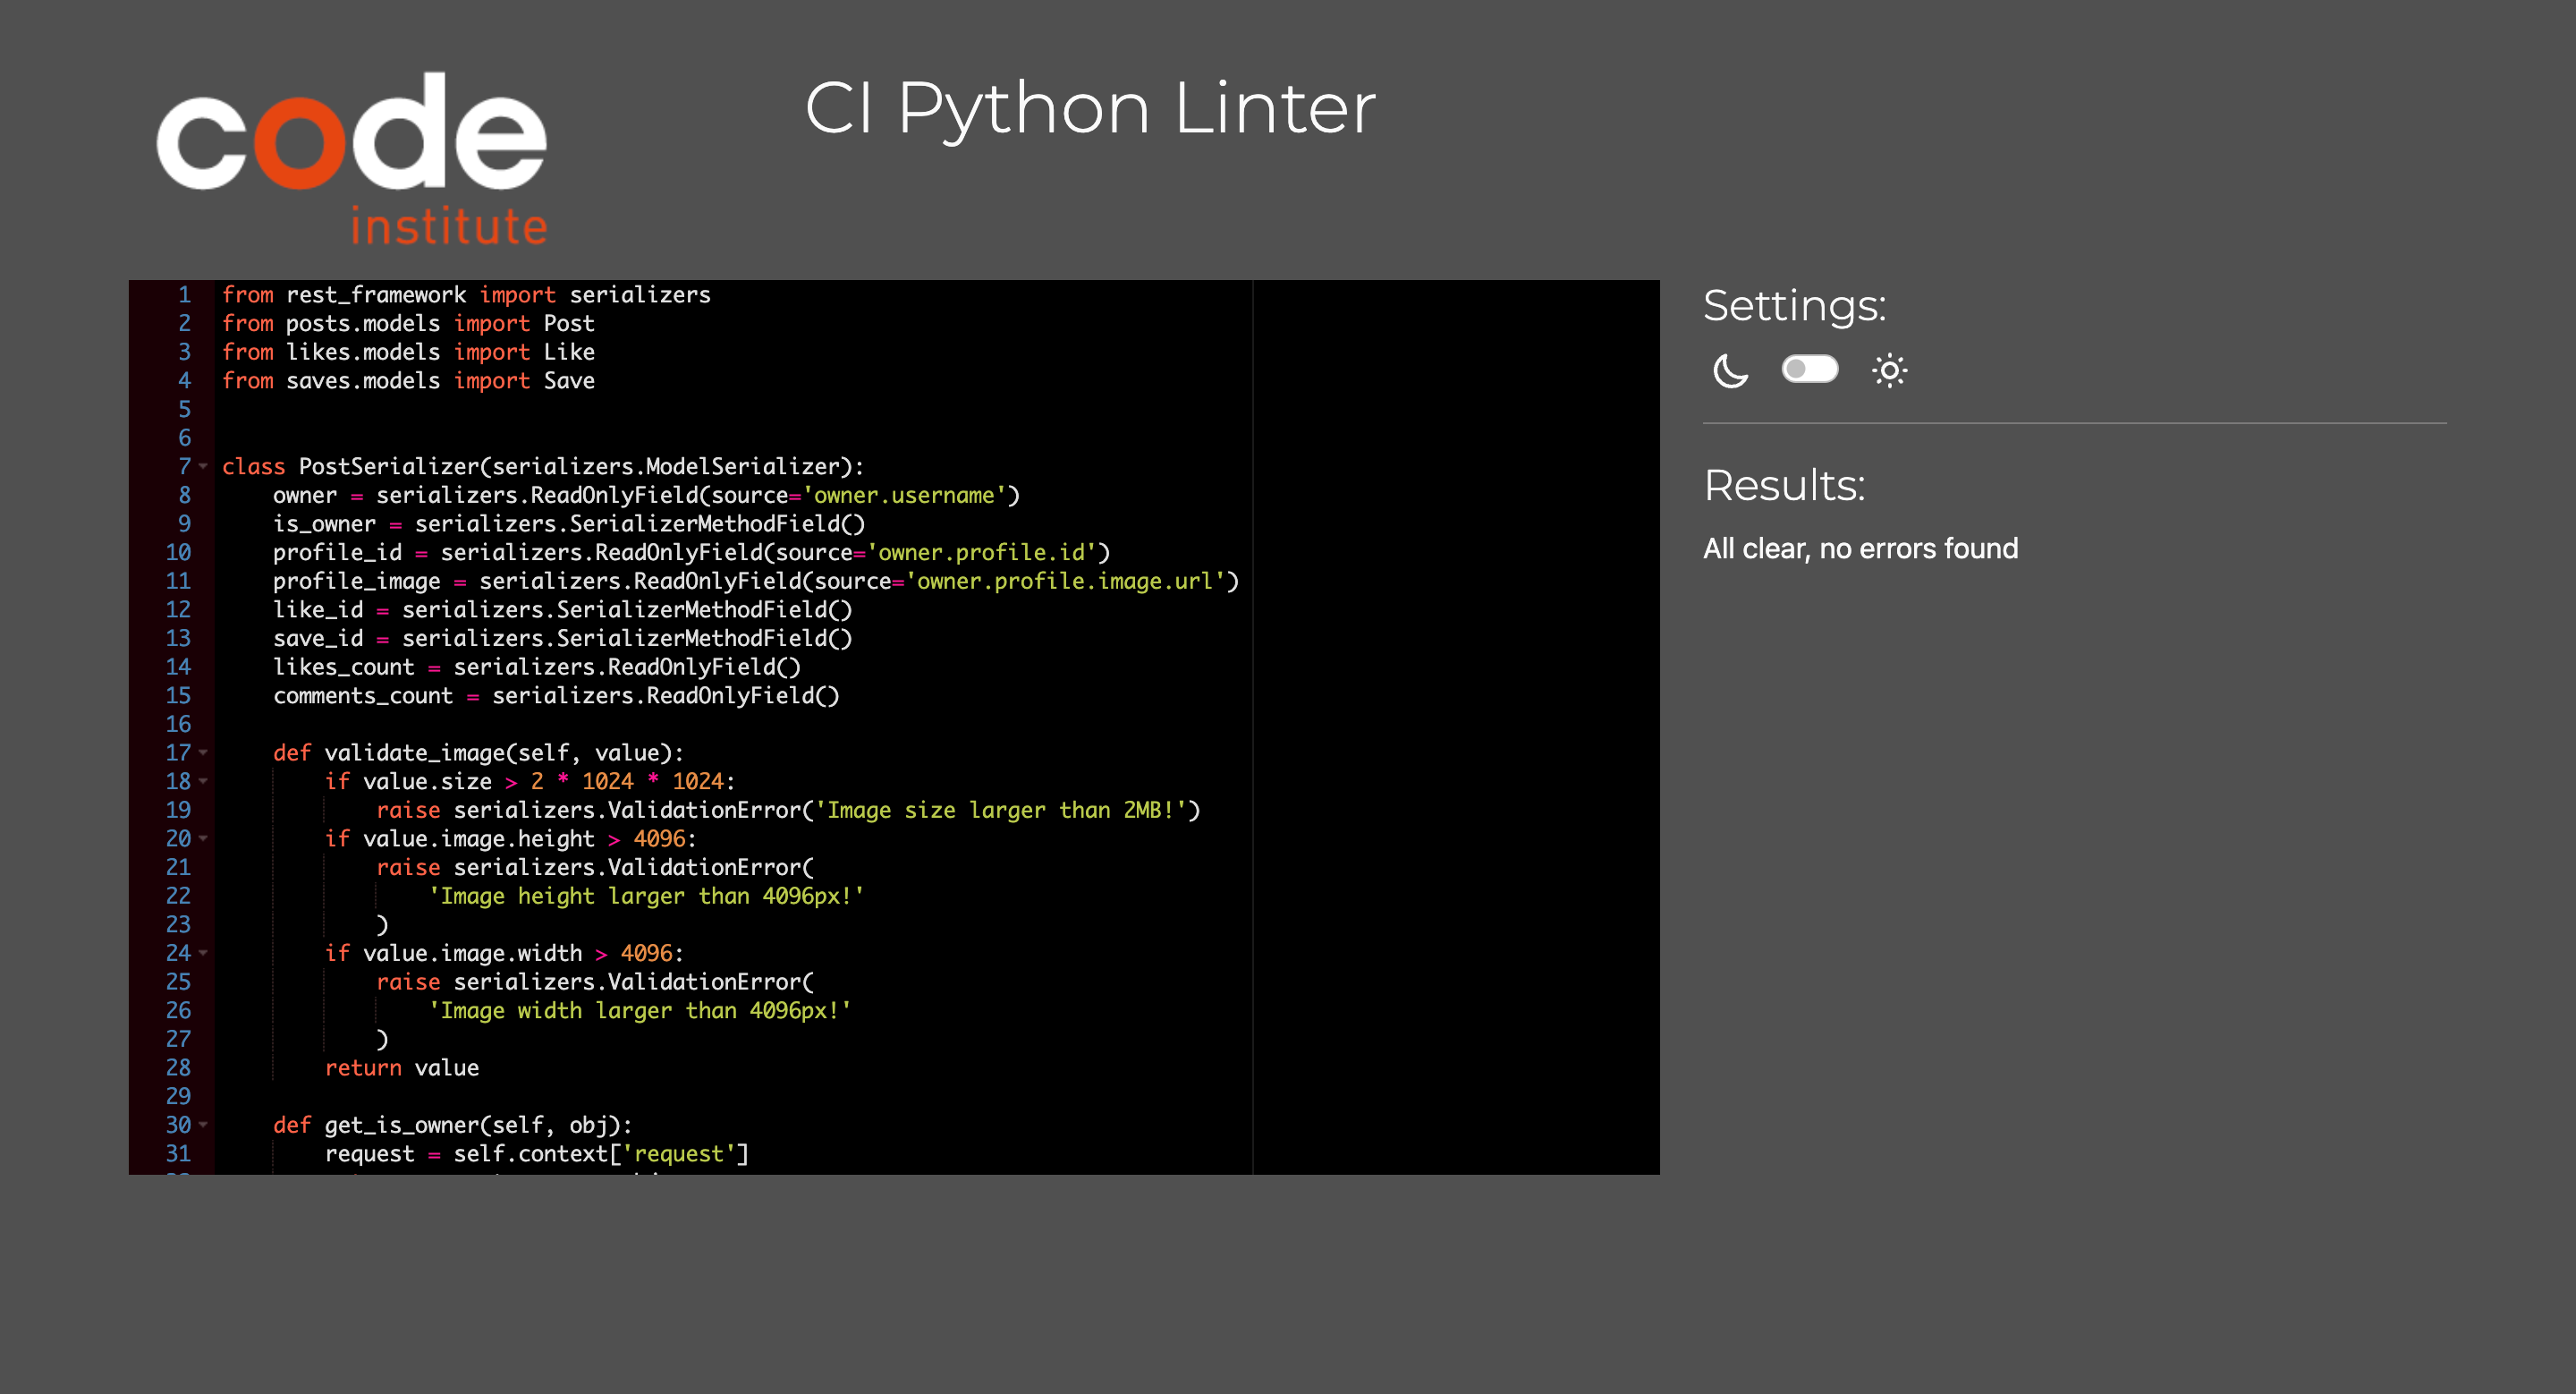 code
institute
CI Python Linter
1 from rest_framework import serializers
2 from posts.models import Post
3 from likes.models import Like
4 from saves.models import Save
5
6
7 class PostSerializer(serializers.ModelSerializer):
8     owner = serializers.ReadOnlyField(source='owner.username')
9     is_owner = serializers.SerializerMethodField()
10     profile_id = serializers.ReadOnlyField(source='owner.profile.id')
11     profile_image = serializers.ReadOnlyField(source='owner.profile.image.url')
12     like_id = serializers.SerializerMethodField()
13     save_id = serializers.SerializerMethodField()
14     likes_count = serializers.ReadOnlyField()
15     comments_count = serializers.ReadOnlyField()
16
17     def validate_image(self, value):
18         if value.size > 2 * 1024 * 1024:
19             raise serializers.ValidationError('Image size larger than 2MB!')
20         if value.image.height > 4096:
21             raise serializers.ValidationError(
22                 'Image height larger than 4096px!'
23             )
24         if value.image.width > 4096:
25             raise serializers.ValidationError(
26                 'Image width larger than 4096px!'
27             )
28         return value
29
30     def get_is_owner(self, obj):
31         request = self.context['request']
Settings:
Results:
All clear, no errors found